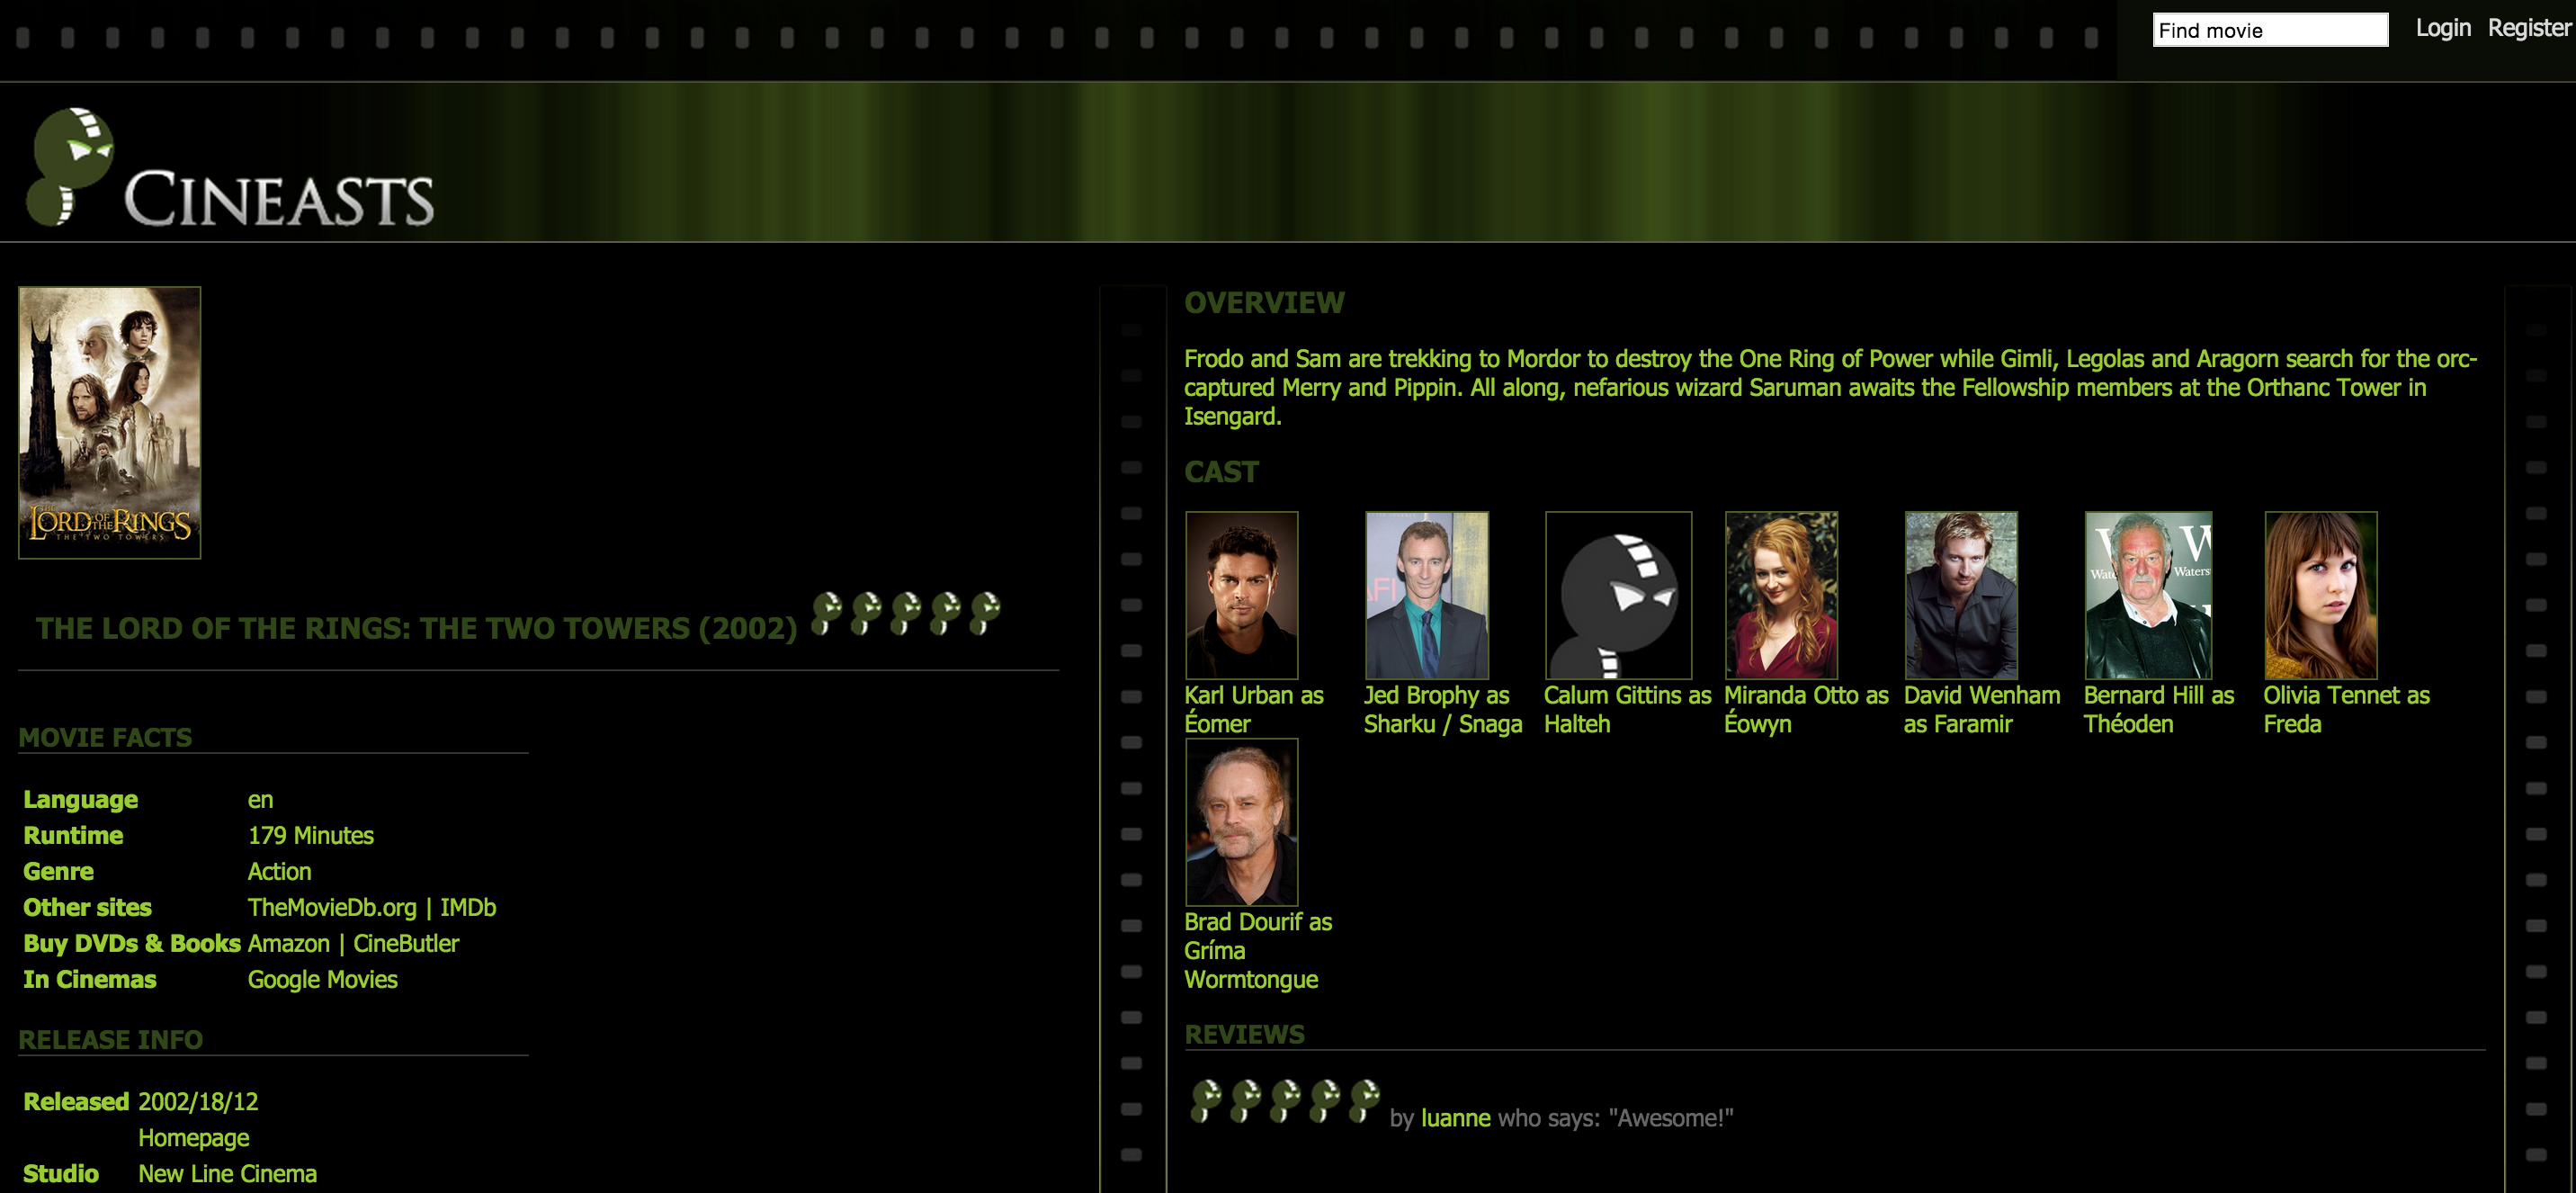 Find movie
Login Register
CINEASTS
THE LORD OF THE RINGS
THE TWO TOWERS
THE LORD OF THE RINGS: THE TWO TOWERS (2002)
MOVIE FACTS
Language en
Runtime 179 Minutes
Genre Action
Other sites TheMovieDb.org | IMDb
Buy DVDs & Books Amazon | CineButler
In Cinemas Google Movies
RELEASE INFO
Released 2002/18/12
Homepage
Studio New Line Cinema
OVERVIEW
Frodo and Sam are trekking to Mordor to destroy the One Ring of Power while Gimli, Legolas and Aragorn search for the orc-
captured Merry and Pippin. All along, nefarious wizard Saruman awaits the Fellowship members at the Orthanc Tower in
Isengard.
CAST
AFI
W W
Wate Waters
W
Karl Urban as
Éomer
Jed Brophy as
Sharku / Snaga
Calum Gittins as
Halteh
Miranda Otto as
Éowyn
David Wenham
as Faramir
Bernard Hill as
Théoden
Olivia Tennet as
Freda
Brad Dourif as
Gríma
Wormtongue
REVIEWS
by luanne who says: "Awesome!"